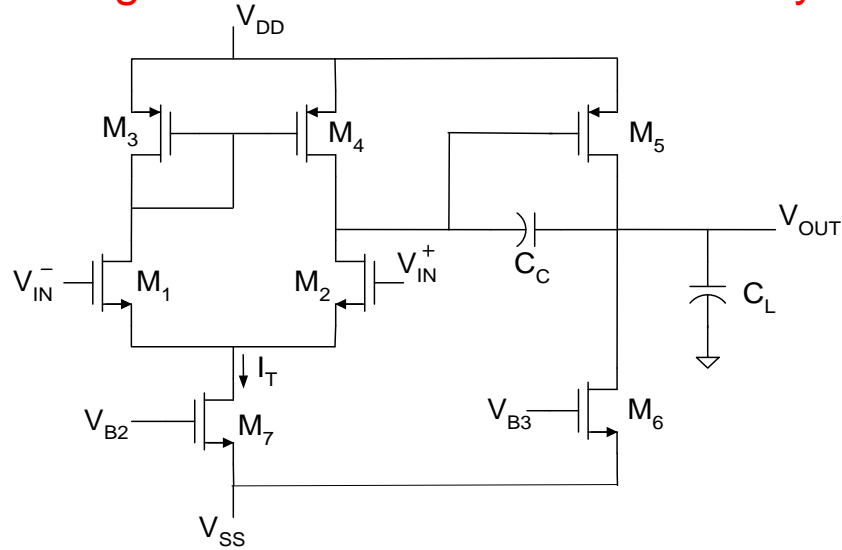 V_DD
M_3
M_4
M_5
V_OUT
V_IN^-
M_1
M_2
V_IN^+
C_C
C_L
I_T
V_B2
M_7
V_B3
M_6
V_SS